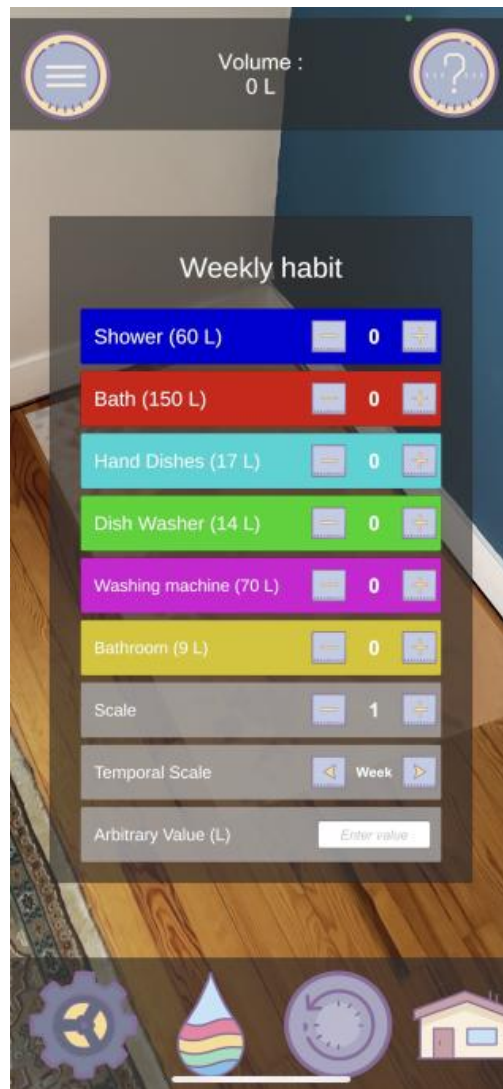 Volume :
0 L
?
Weekly habit
Shower (60 L) 0
Bath (150 L) 0
Hand Dishes (17 L) 0
Dish Washer (14 L) 0
Washing machine (70 L) 0
Bathroom (9 L) 0
Scale 1
Temporal Scale Week
Arbitrary Value (L) Enter value